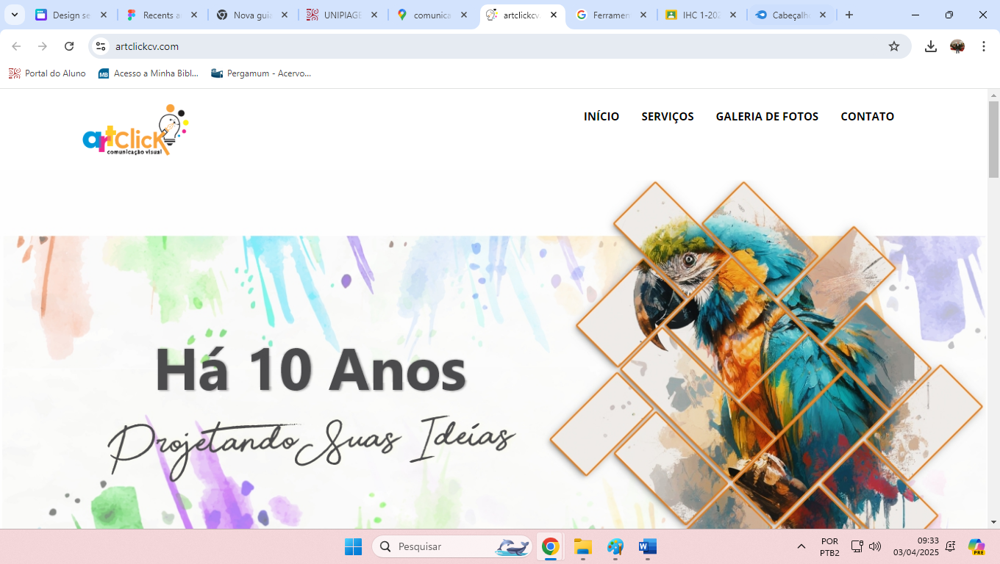 Design se
Recents a
Nova guia
UNIPIAGE
comunica
artclickcv.
Ferramen
IHC 1-202
Cabeçalh
artclickcv.com
Portal do Aluno
Acesso a Minha Bibl...
Pergamum - Acervo...
artClick
comunicação visual
INÍCIO SERVIÇOS GALERIA DE FOTOS CONTATO
Há 10 Anos
Projetando Suas Ideias
Pesquisar
POR
PTB2
09:33
03/04/2025
PRE